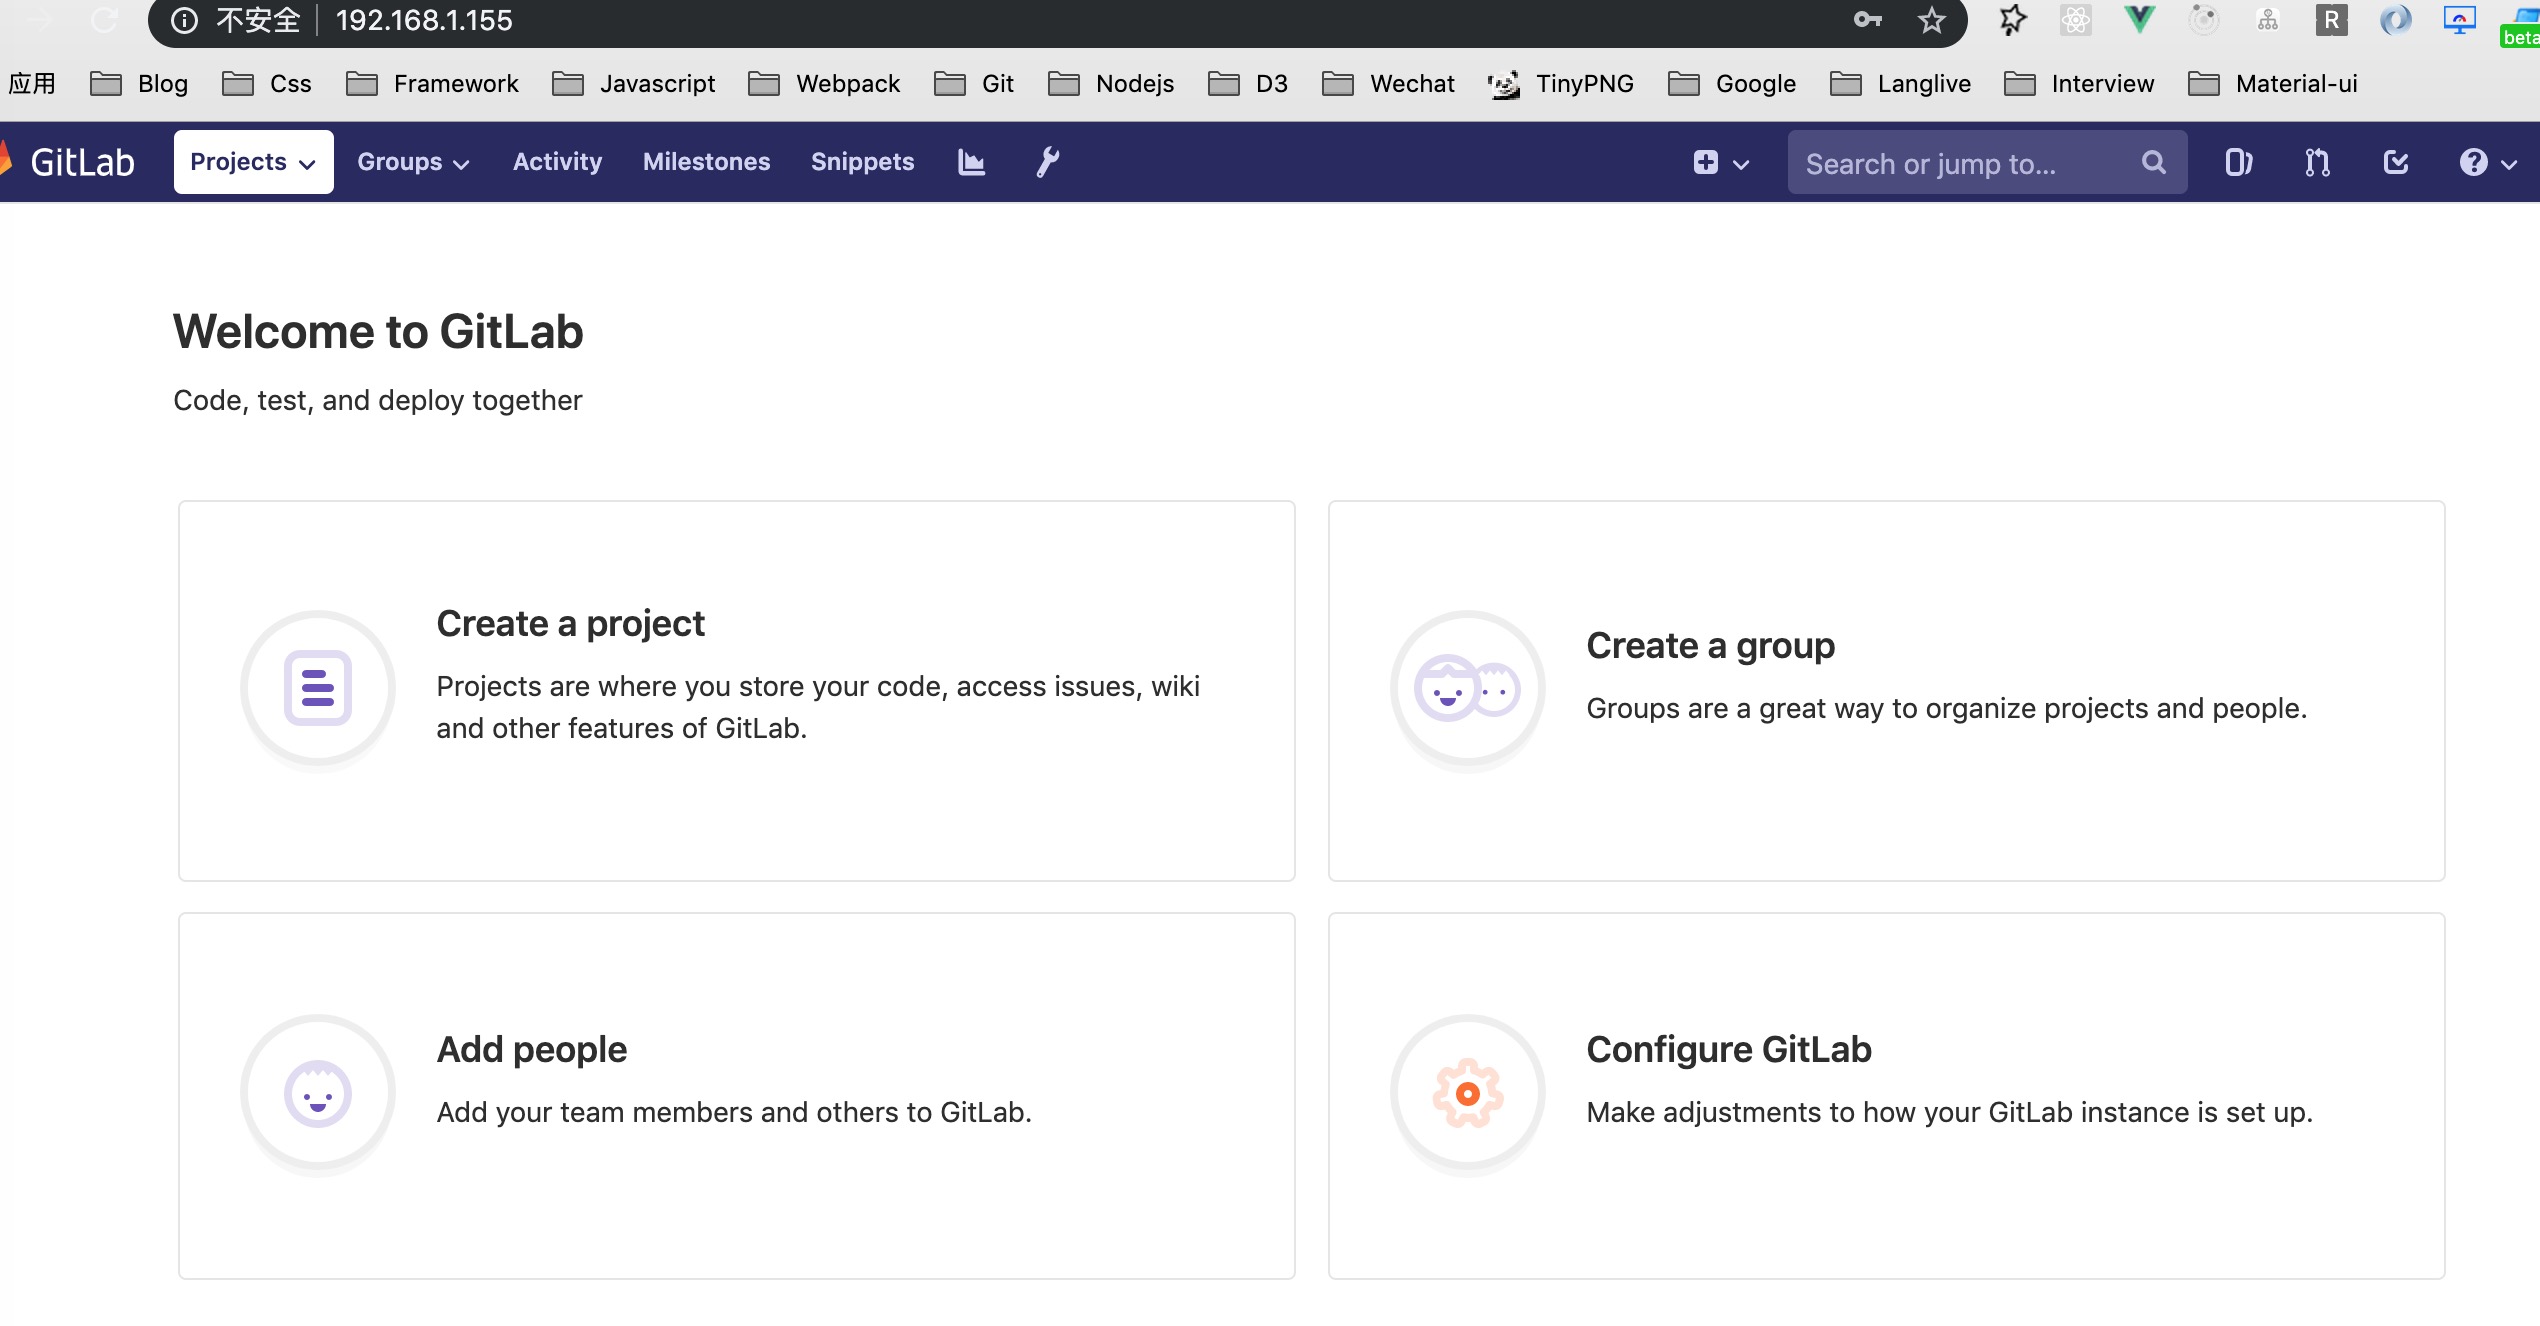 不安全 192.168.1.155
R
beta
应用 Blog Css Framework Javascript Webpack Git Nodejs D3 Wechat TinyPNG Google Langlive Interview Material-ui
GitLab Projects Groups Activity Milestones Snippets Search or jump to...
Welcome to GitLab
Code, test, and deploy together
Create a project
Projects are where you store your code, access issues, wiki
and other features of GitLab.
Create a group
Groups are a great way to organize projects and people.
Add people
Add your team members and others to GitLab.
Configure GitLab
Make adjustments to how your GitLab instance is set up.